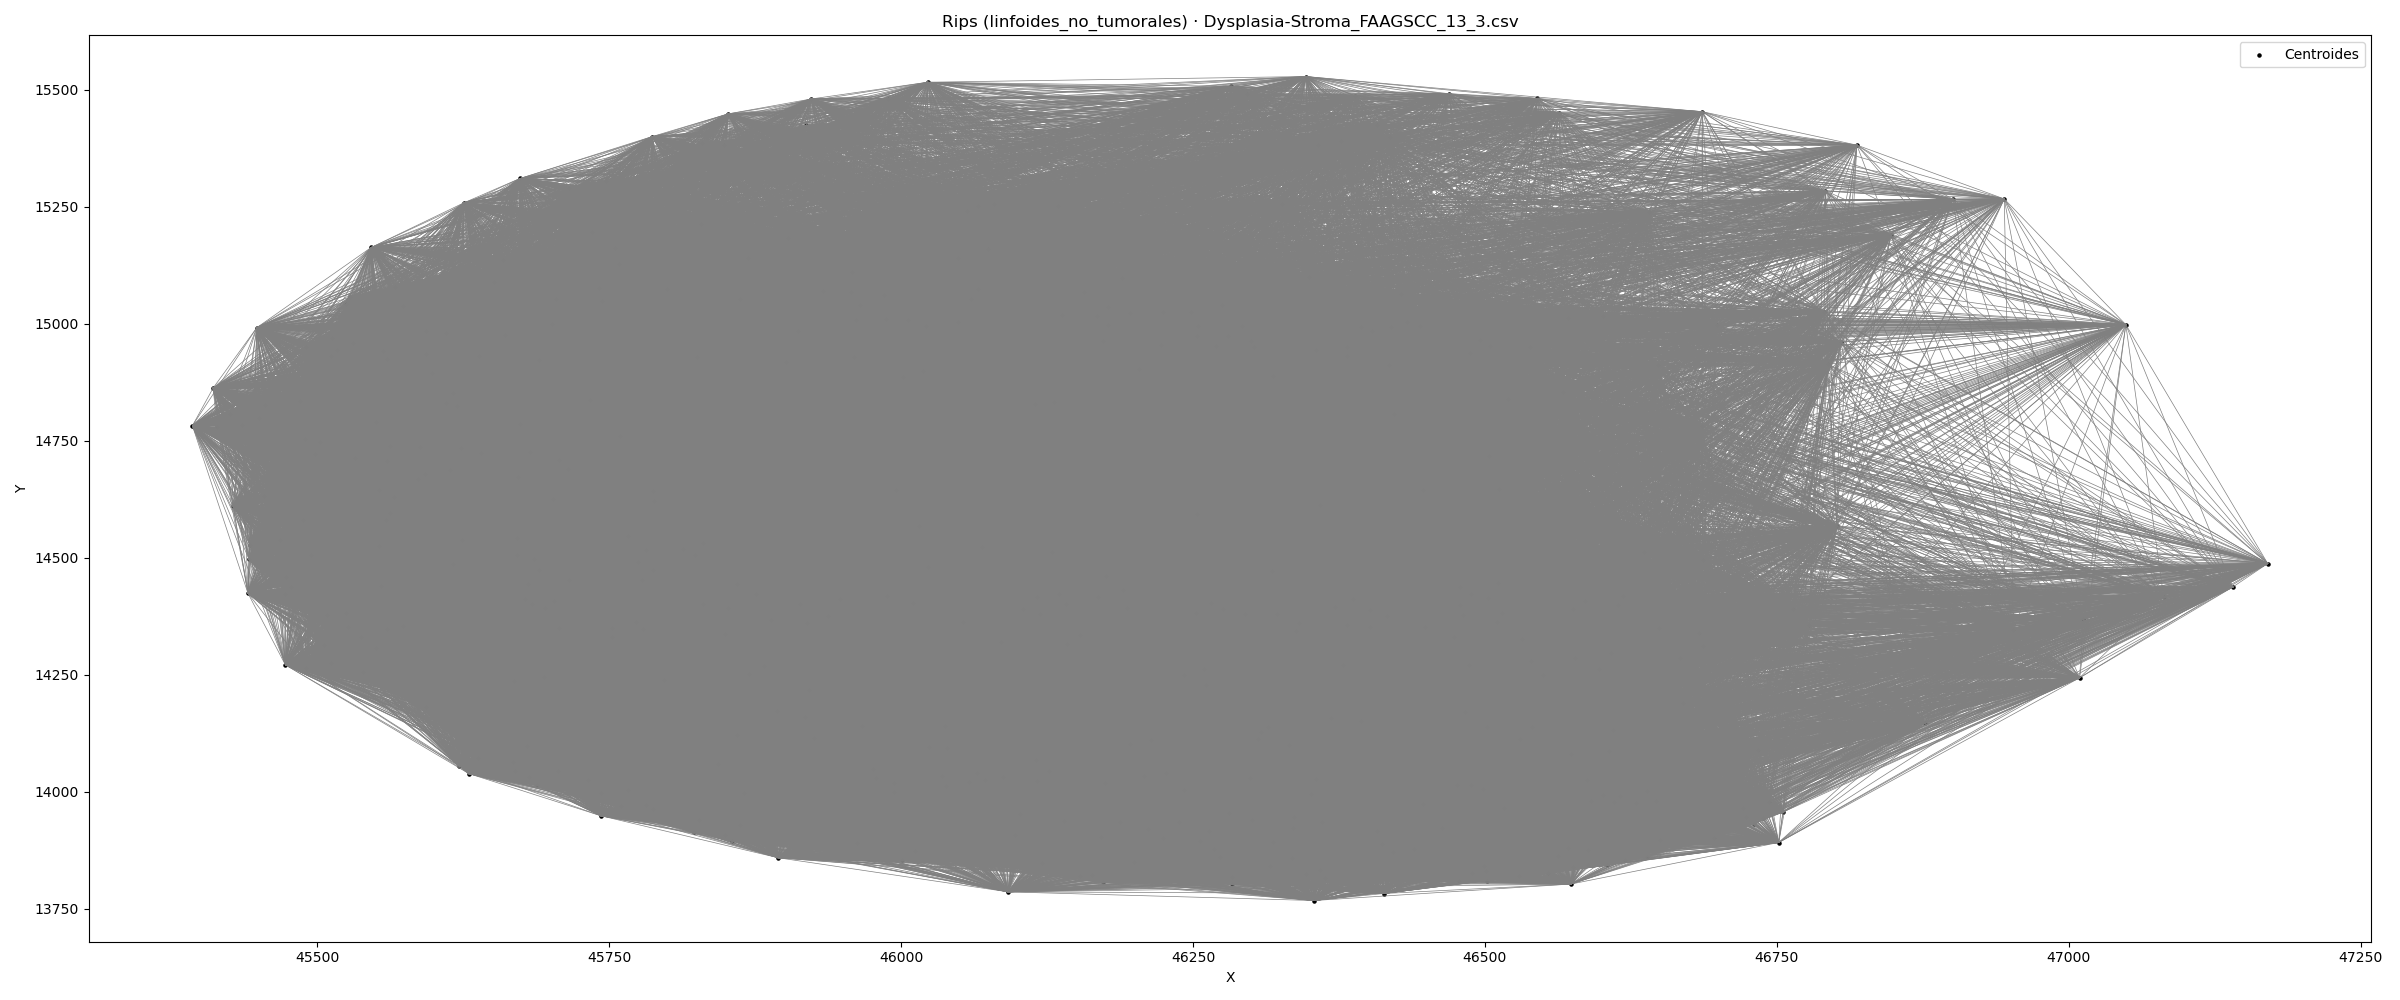 Rips (linfoides_no_tumorales) · Dysplasia-Stroma_FAAGSCC_13_3.csv
Centroides
15500
15250
15000
14750
14500
14250
14000
13750
Y
45500 45750 46000 46250 46500 46750 47000 47250
X